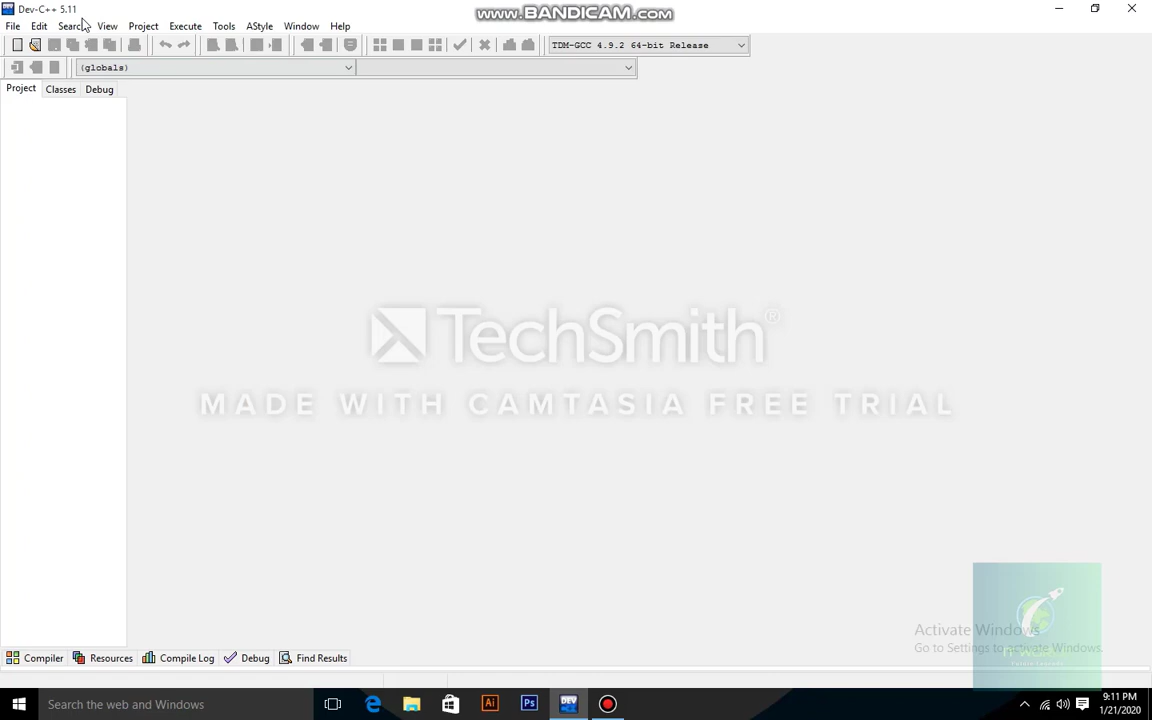 Dev-C++ 5.11
www.BANDICAM.com
File Edit Search View Project Execute Tools AStyle Window Help
TDM-GCC 4.9.2 64-bit Release
(globals)
Project Classes Debug
TechSmith®
MADE WITH CAMTASIA FREE TRIAL
Activate Windows
Go to Settings to activate Windows.
Compiler Resources Compile Log Debug Find Results
Search the web and Windows
Ai Ps DEV
9:11 PM
1/21/2020